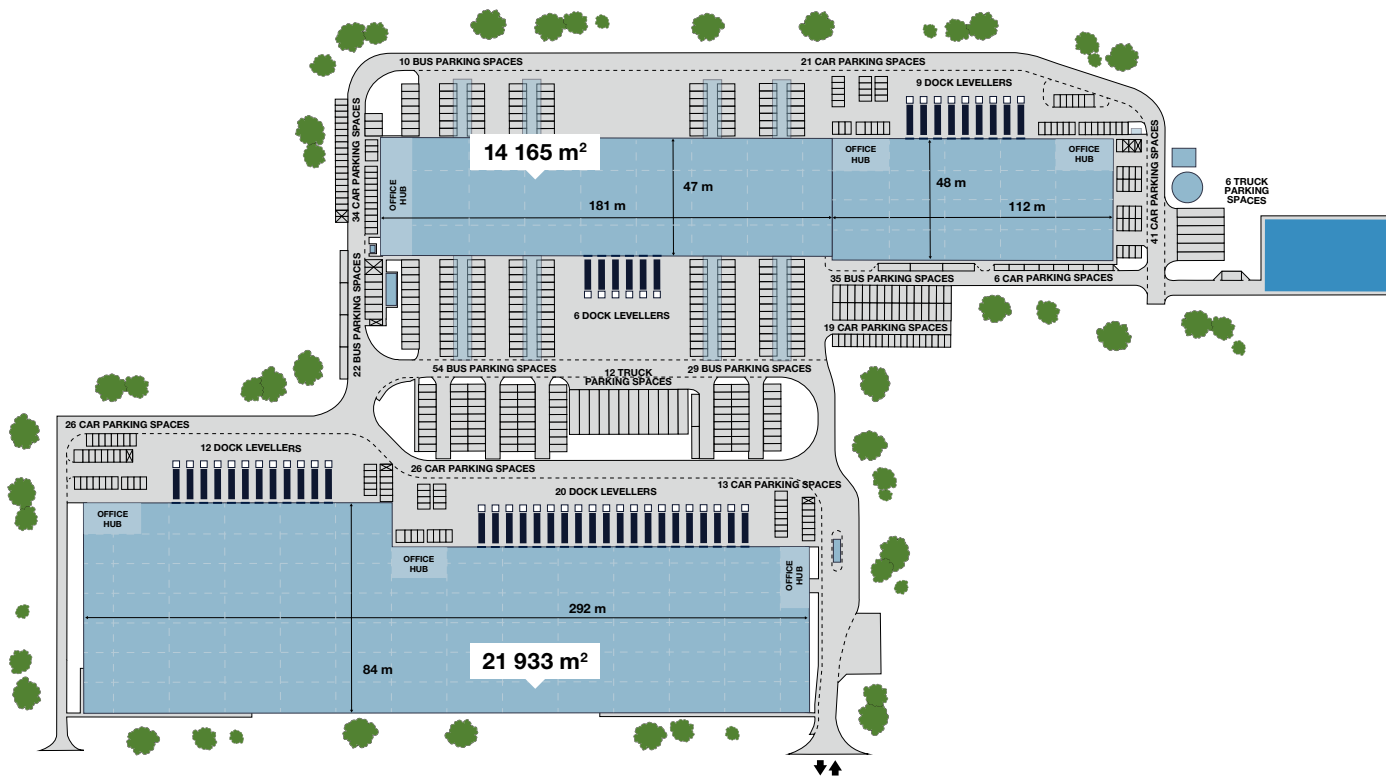 10 BUS PARKING SPACES
21 CAR PARKING SPACES
9 DOCK LEVELLERS
34 CAR PARKING SPACES
14 165 m²
OFFICE
HUB
OFFICE
HUB
OFFICE
HUB
47 m
48 m
181 m
112 m
41 CAR PARKING SPACES
6 TRUCK
PARKING
SPACES
22 BUS PARKING SPACES
35 BUS PARKING SPACES
6 CAR PARKING SPACES
6 DOCK LEVELLERS
19 CAR PARKING SPACES
54 BUS PARKING SPACES
12 TRUCK
PARKING SPACES
29 BUS PARKING SPACES
26 CAR PARKING SPACES
12 DOCK LEVELLERS
26 CAR PARKING SPACES
20 DOCK LEVELLERS
13 CAR PARKING SPACES
OFFICE
HUB
OFFICE
HUB
OFFICE
HUB
292 m
84 m
21 933 m²